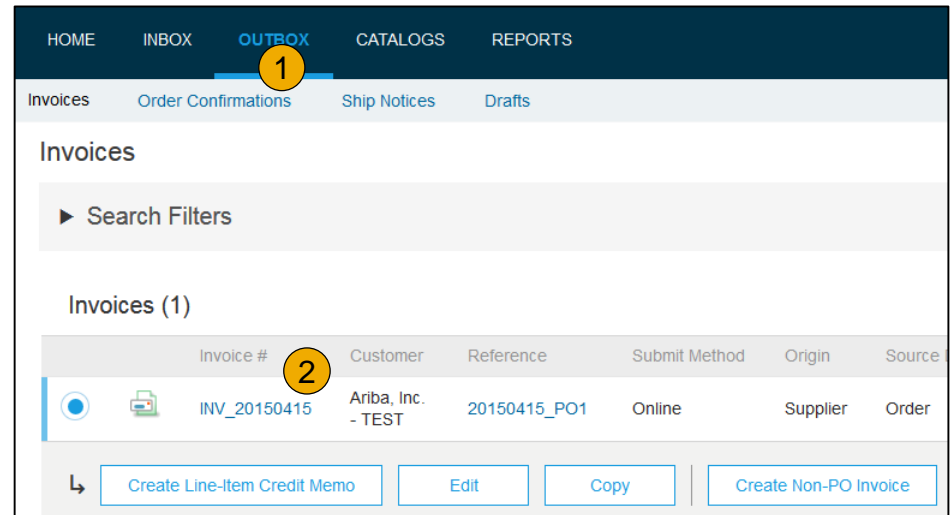 HOME INBOX OUTBOX CATALOGS REPORTS
1
Invoices Order Confirmations Ship Notices Drafts
Invoices
► Search Filters
Invoices (1)
Invoice # Customer Reference Submit Method Origin Source
2
INV_20150415 Ariba, Inc. - TEST 20150415_PO1 Online Supplier Order
Create Line-Item Credit Memo Edit Copy Create Non-PO Invoice